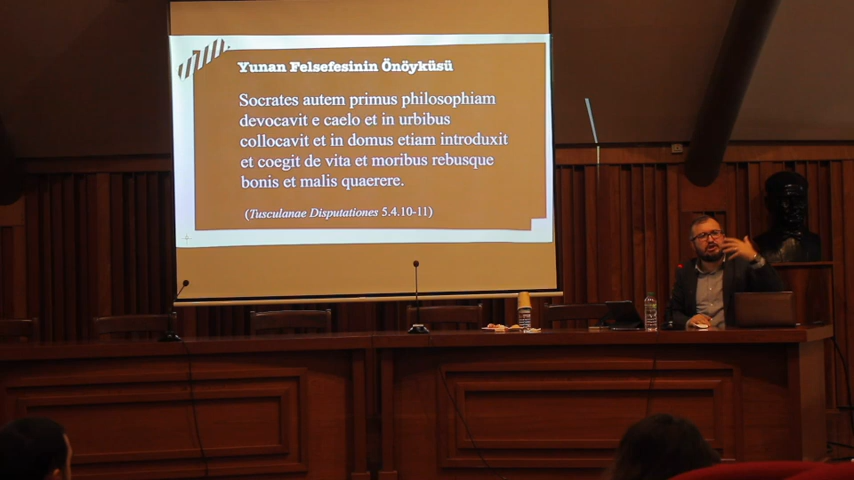 Yunan Felsefesinin Önöyküsü
Socrates autem primus philosophiam
devocavit e caelo et in urbibus
collocavit et in domus etiam introduxit
et coegit de vita et moribus rebusque
bonis et malis quaerere.
(Tusculanae Disputationes 5.4.10-11)